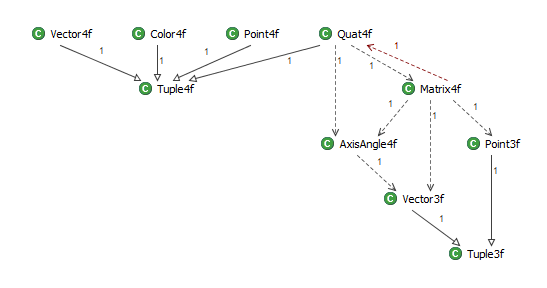 C Vector4f C Color4f C Point4f C Quat4f
1 1 1 1 1 1 1
C Tuple4f C Matrix4f
1 1 1
C AxisAngle4f C Point3f
1 1
C Vector3f
1
C Tuple3f